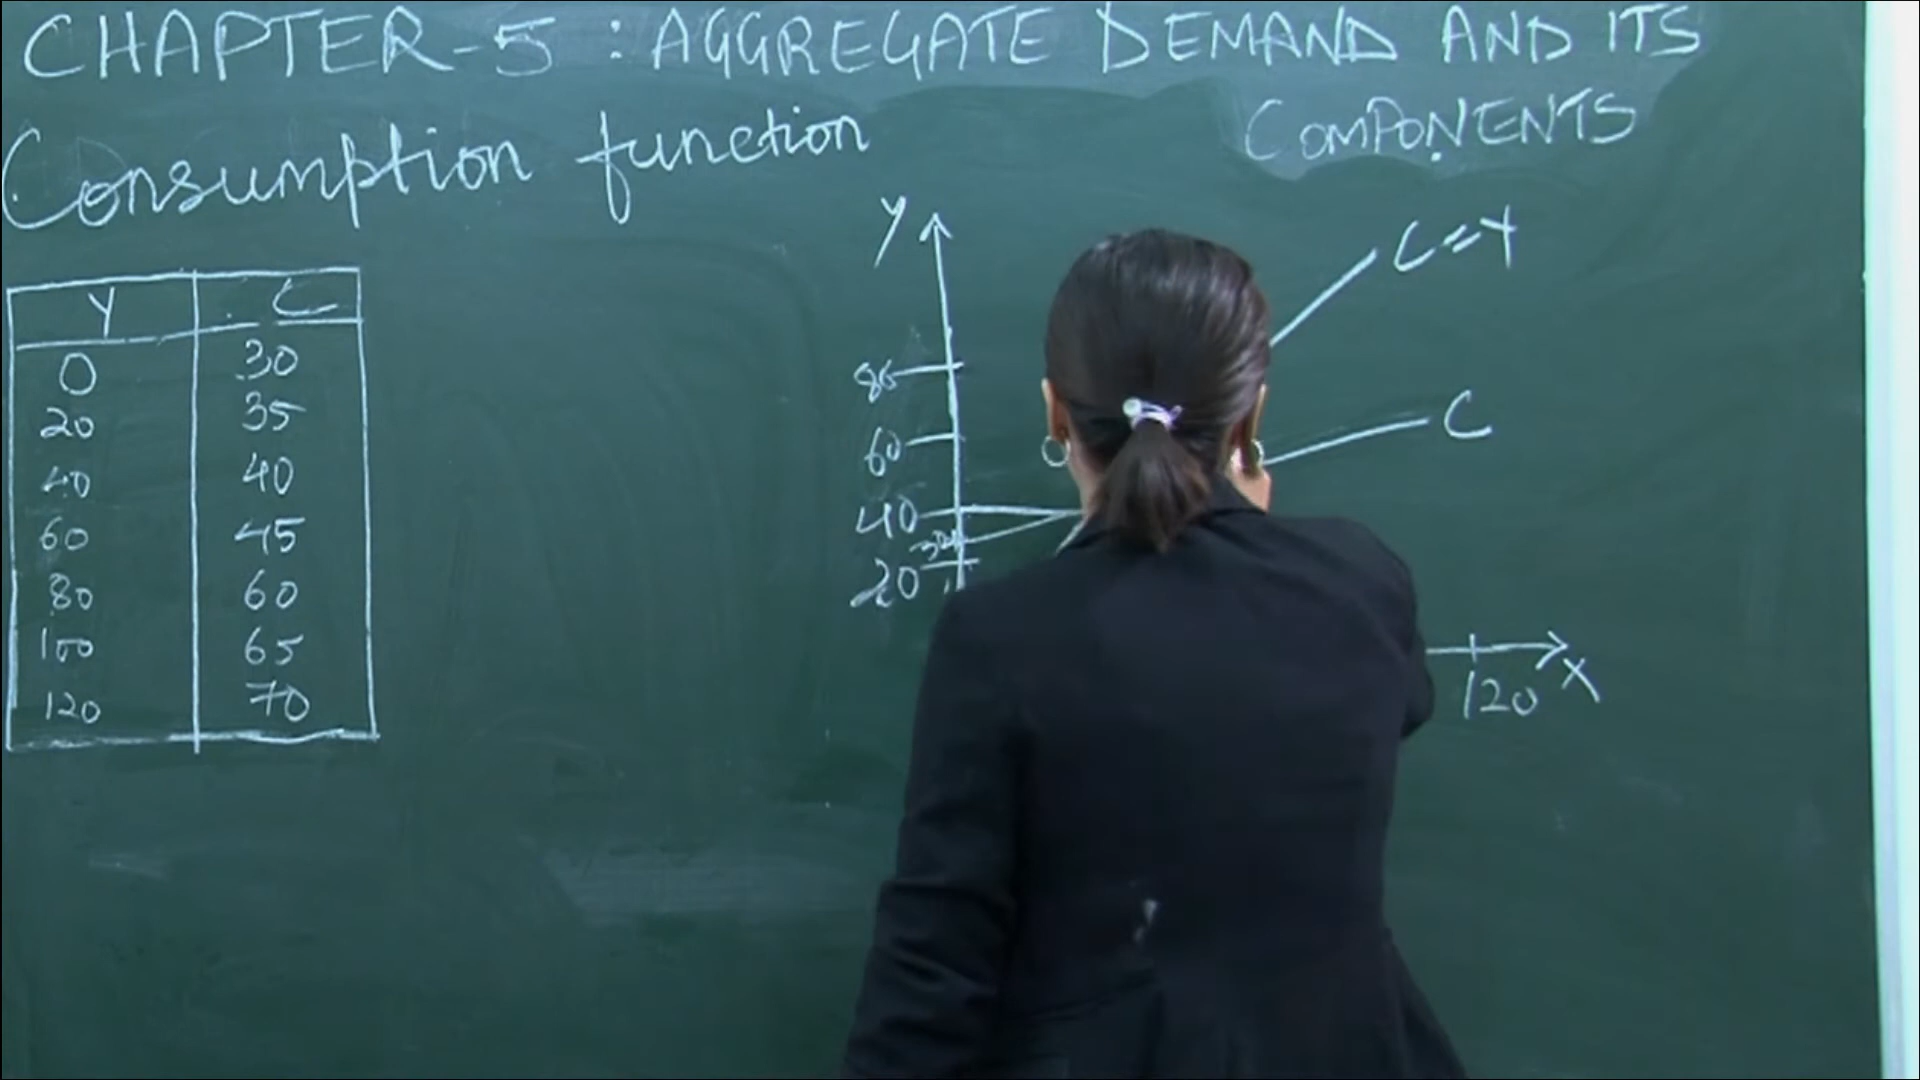 CHAPTER-5 : AGGREGATE DEMAND AND ITS
COMPONENTS
Consumption function
Y C
0 30
20 35
40 40
60 45
80 60
100 65
120 70
Y
C=Y
80
C
60
40
30
20
120 X